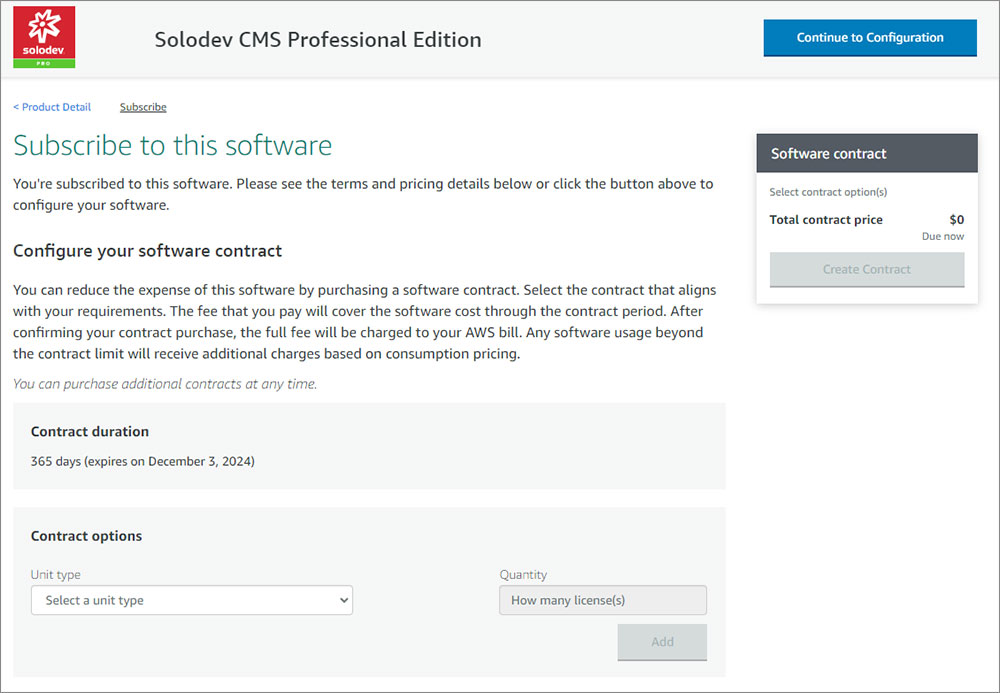 solodev
PRO
Solodev CMS Professional Edition
Continue to Configuration
< Product Detail
Subscribe
Subscribe to this software
You're subscribed to this software. Please see the terms and pricing details below or click the button above to
configure your software.
Configure your software contract
You can reduce the expense of this software by purchasing a software contract. Select the contract that aligns
with your requirements. The fee that you pay will cover the software cost through the contract period. After
confirming your contract purchase, the full fee will be charged to your AWS bill. Any software usage beyond
the contract limit will receive additional charges based on consumption pricing.
You can purchase additional contracts at any time.
Contract duration
365 days (expires on December 3, 2024)
Contract options
Unit type
Select a unit type
Quantity
How many license(s)
Add
Software contract
Select contract option(s)
Total contract price $0
Due now
Create Contract